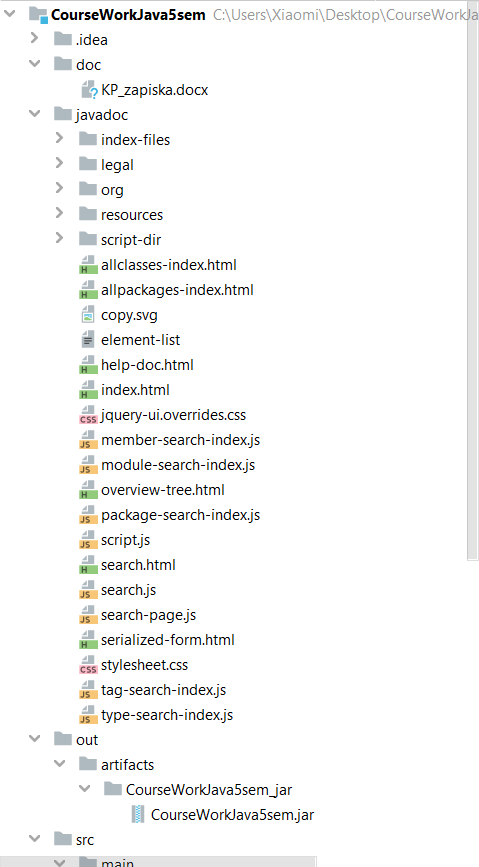 CourseWorkJava5sem C:\Users\Xiaomi\Desktop\CourseWorkJa
.idea
doc
KP_zapiska.docx
javadoc
index-files
legal
org
resources
script-dir
allclasses-index.html
allpackages-index.html
copy.svg
element-list
help-doc.html
index.html
jquery-ui.overrides.css
member-search-index.js
module-search-index.js
overview-tree.html
package-search-index.js
script.js
search.html
search.js
search-page.js
serialized-form.html
stylesheet.css
tag-search-index.js
type-search-index.js
out
artifacts
CourseWorkJava5sem_jar
CourseWorkJava5sem.jar
src
main